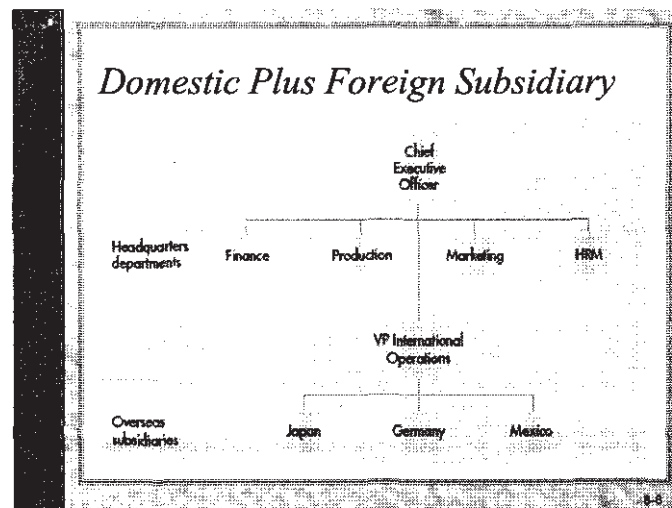 Domestic Plus Foreign Subsidiary
Chief
Executive
Officer
Headquarters
departments
Finance
Production
Marketing
HRM
VP International
Operations
Overseas
subsidiaries
Japan
Germany
Mexico